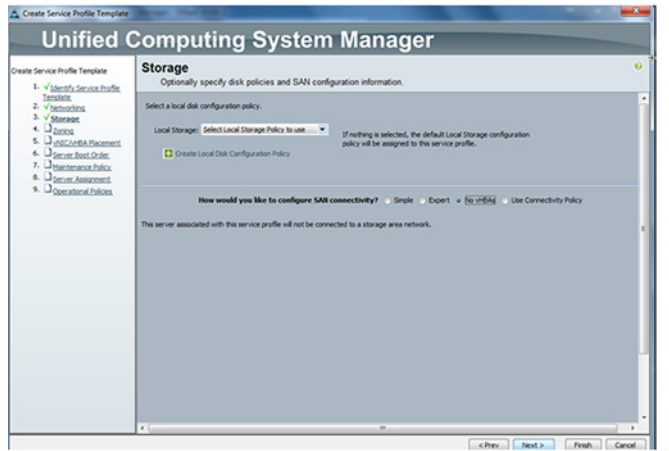 Create Service Profile Template
Unified Computing System Manager
Create Service Profile Template
1. √ Identify Service Profile
Template
2. √ Networking
3. √ Storage
4. Zoning
5. vNIC/vHBA Placement
6. Server Boot Order
7. Maintenance Policy
8. Server Assignment
9. Operational Policies
Storage
Optionally specify disk policies and SAN configuration information.
Select a local disk configuration policy.
Local Storage: Select Local Storage Policy to use
If nothing is selected, the default Local Storage configuration
policy will be assigned to this service profile.
Create Local Disk Configuration Policy
How would you like to configure SAN connectivity? Simple Expert No vHBAs Use Connectivity Policy
This server associated with this service profile will not be connected to a storage area network.
< Prev Next > Finish Cancel